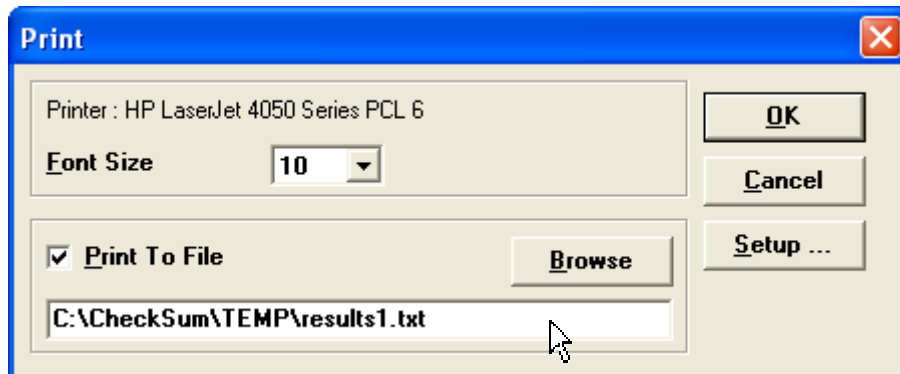 Print
Printer : HP LaserJet 4050 Series PCL 6
Font Size
10
OK
Cancel
Setup ...
Print To File
Browse
C:\CheckSum\TEMP\results1.txt